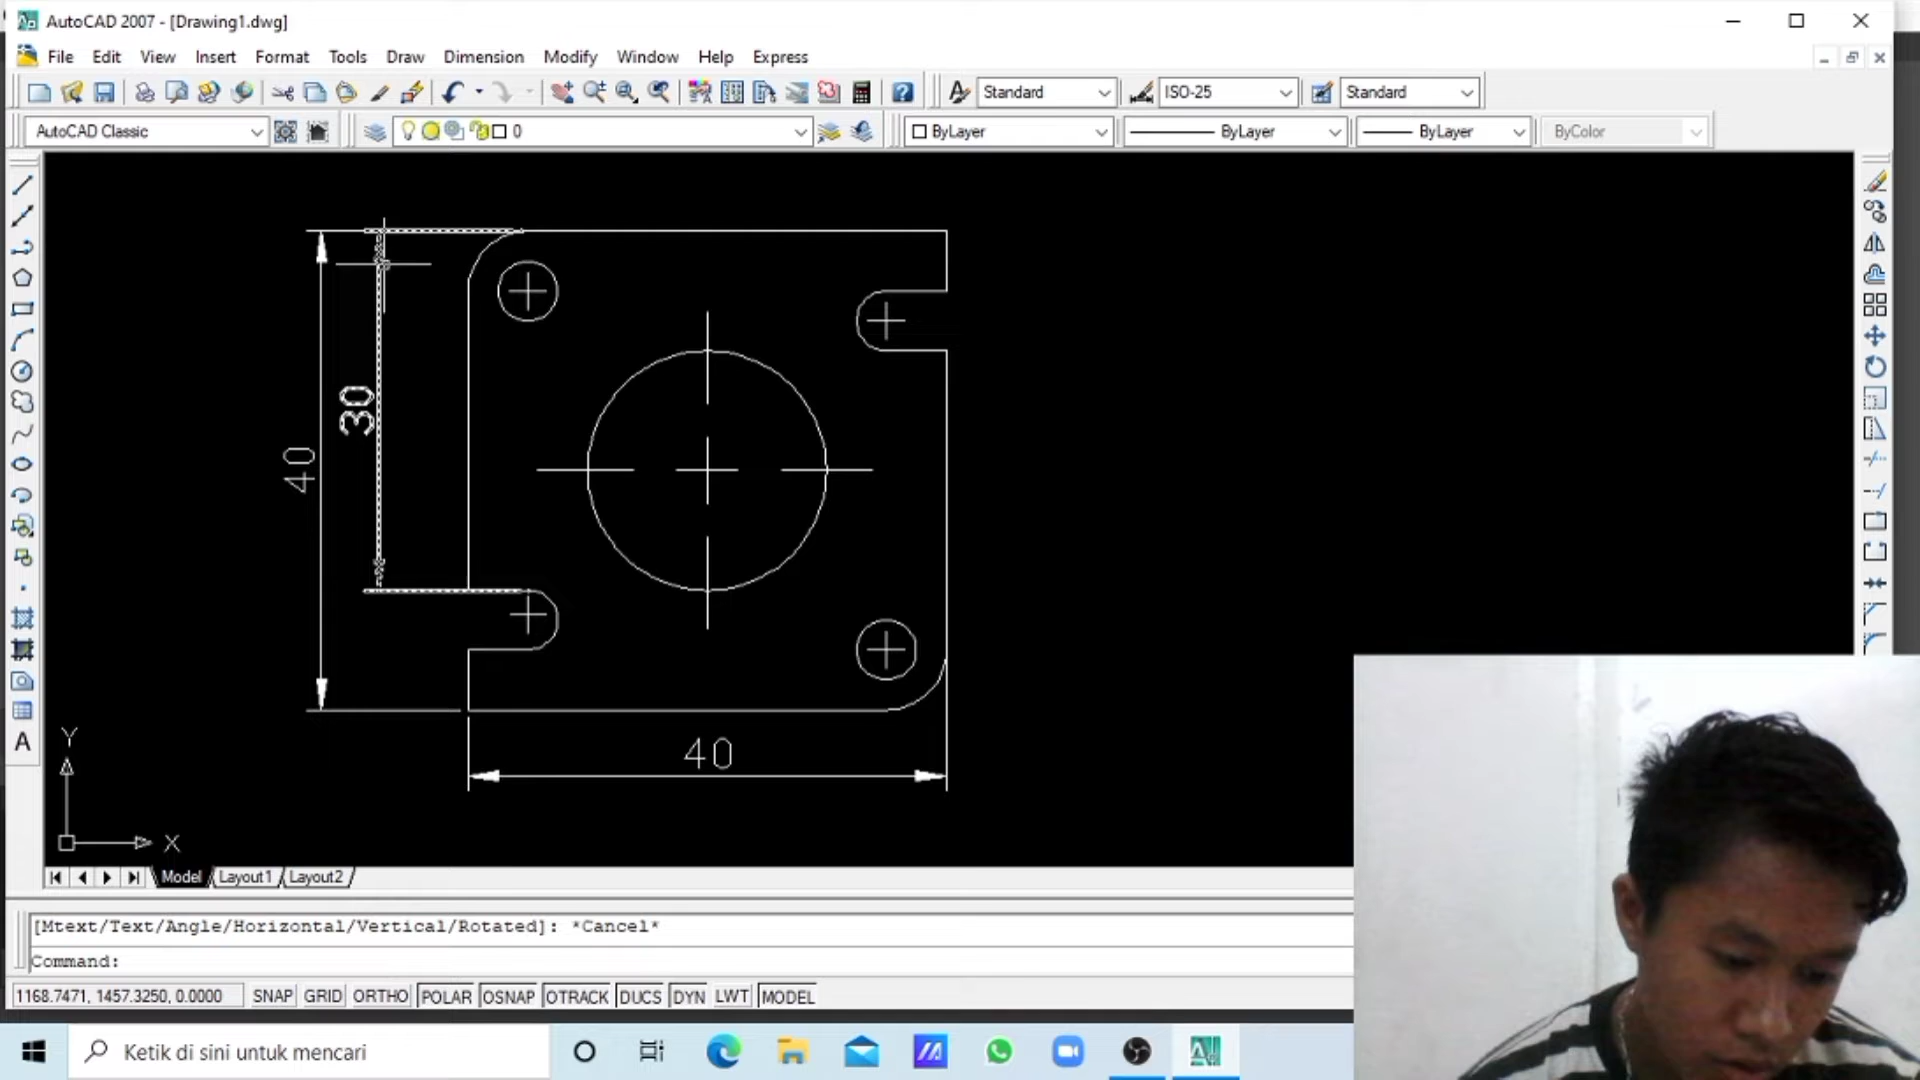 AutoCAD 2007 - [Drawing1.dwg]
File Edit View Insert Format Tools Draw Dimension Modify Window Help Express
Standard ISO-25 Standard
AutoCAD Classic 0 ByLayer ByLayer ByLayer ByColor
30
40
40
Y
X
A
Model Layout1 Layout2
[Mtext/Text/Angle/Horizontal/Vertical/Rotated]: *Cancel*
Command:
1168.7471, 1457.3250, 0.0000 SNAP GRID ORTHO POLAR OSNAP OTRACK DUCS DYN LWT MODEL
Ketik di sini untuk mencari